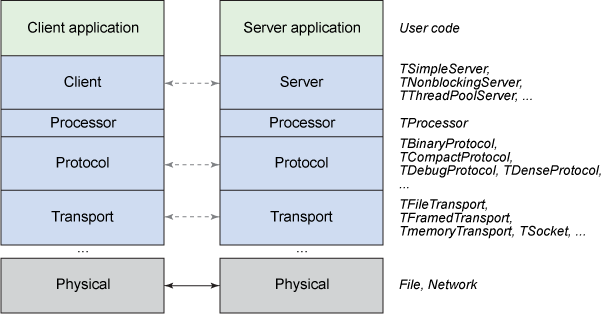 Client application
Server application
User code
Client
Server
TSimpleServer,
TNonblockingServer,
TThreadPoolServer, ...
Processor
Processor
TProcessor
Protocol
Protocol
TBinaryProtocol,
TCompactProtocol,
TDebugProtocol, TDenseProtocol,
...
Transport
Transport
TFileTransport,
TFramedTransport,
TmemoryTransport, TSocket, ...
...
...
Physical
Physical
File, Network